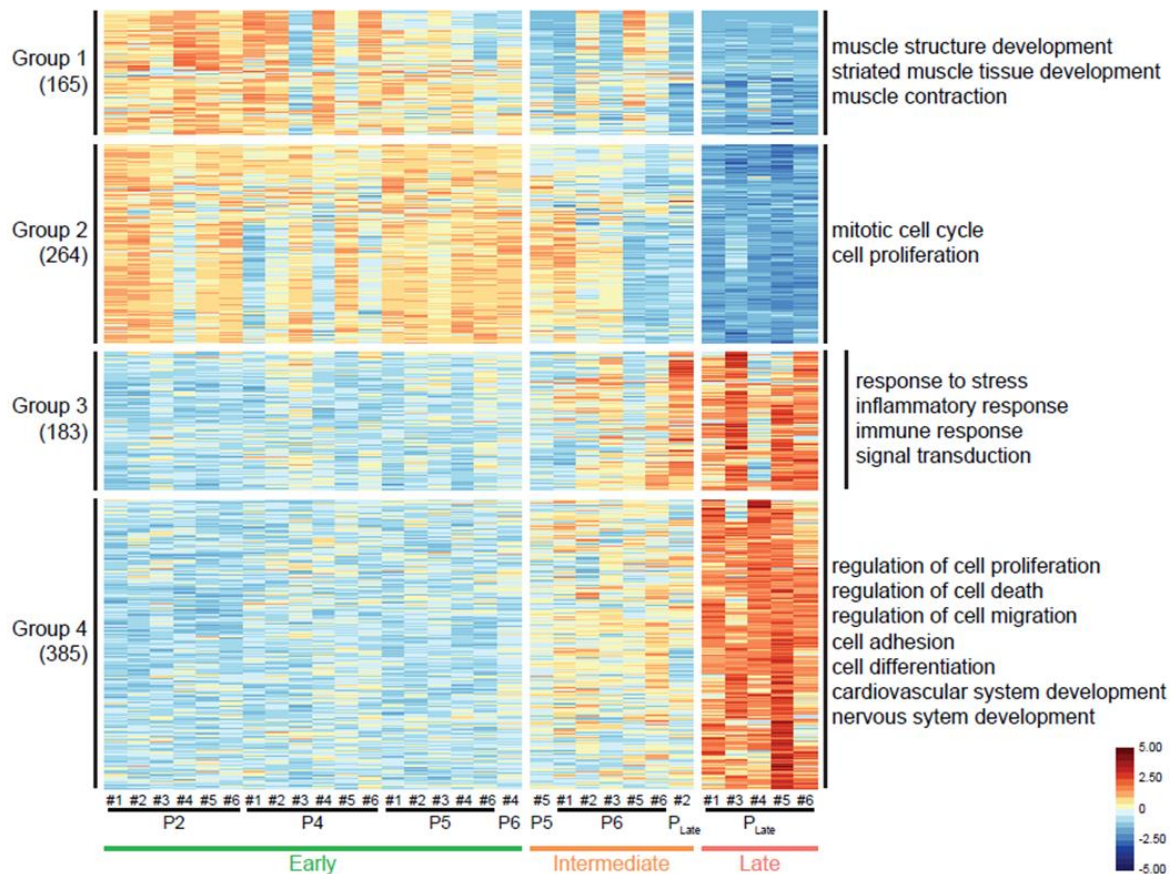 Group 1
(165)
muscle structure development
striated muscle tissue development
muscle contraction
Group 2
(264)
mitotic cell cycle
cell proliferation
Group 3
(183)
response to stress
inflammatory response
immune response
signal transduction
Group 4
(385)
regulation of cell proliferation
regulation of cell death
regulation of cell migration
cell adhesion
cell differentiation
cardiovascular system development
nervous sytem development
5.00
2.50
0
-2.50
-5.00
#1 #2 #3 #4 #5 #6 #1 #2 #3 #4 #5 #6 #1 #2 #3 #4 #6 #4 #5 #1 #2 #3 #5 #6 #2 #1 #3 #4 #5 #6
P2 P4 P5 P6 P5 P6 PLate PLate
Early Intermediate Late